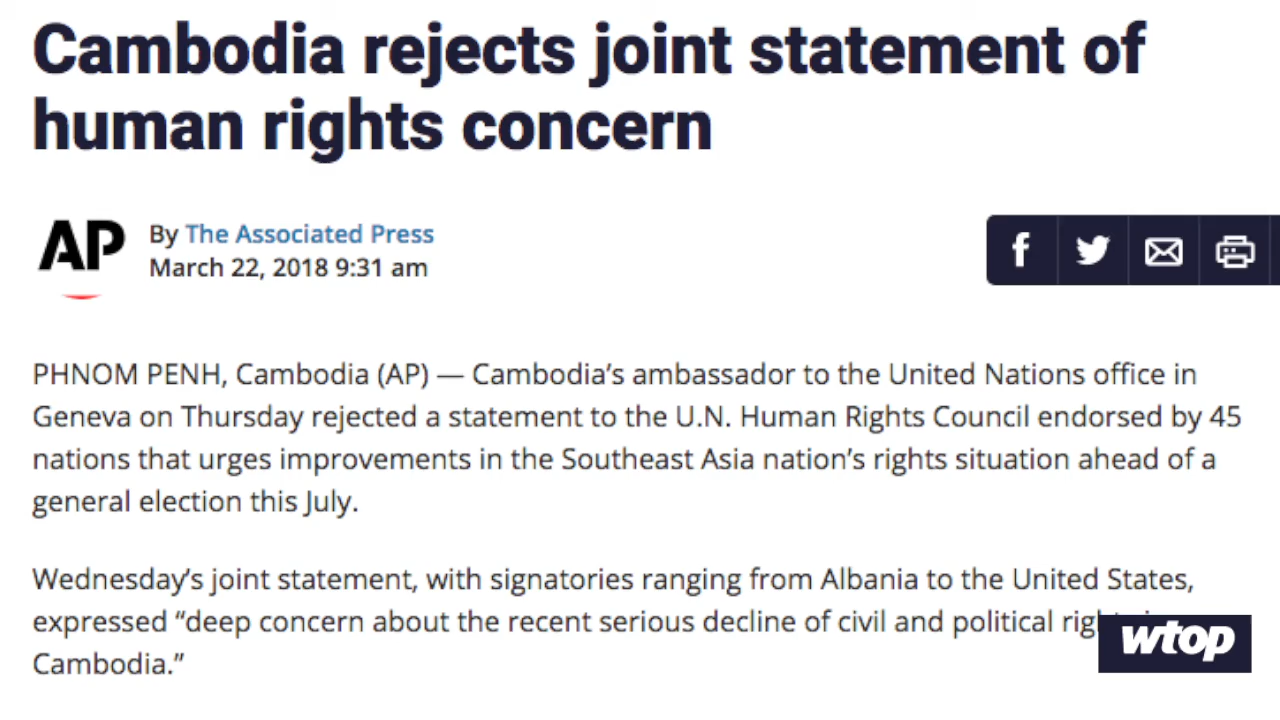 Cambodia rejects joint statement of
human rights concern
AP
By The Associated Press
March 22, 2018 9:31 am
PHNOM PENH, Cambodia (AP) — Cambodia’s ambassador to the United Nations office in
Geneva on Thursday rejected a statement to the U.N. Human Rights Council endorsed by 45
nations that urges improvements in the Southeast Asia nation’s rights situation ahead of a
general election this July.
Wednesday’s joint statement, with signatories ranging from Albania to the United States,
expressed “deep concern about the recent serious decline of civil and political
Cambodia.”
wtop